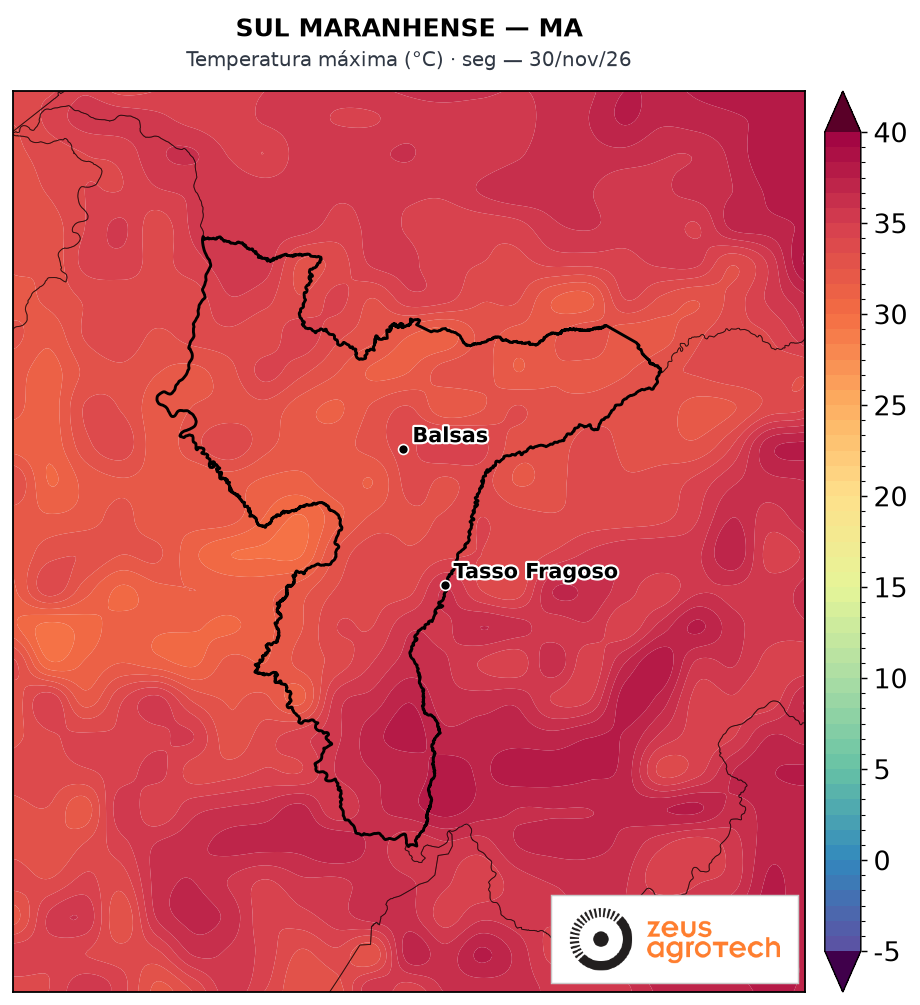 SUL MARANHENSE — MA
Temperatura máxima (°C) · seg — 30/nov/26
40
35
30
25
20
15
10
5
0
-5
Balsas
Tasso Fragoso
zeus
agrotech